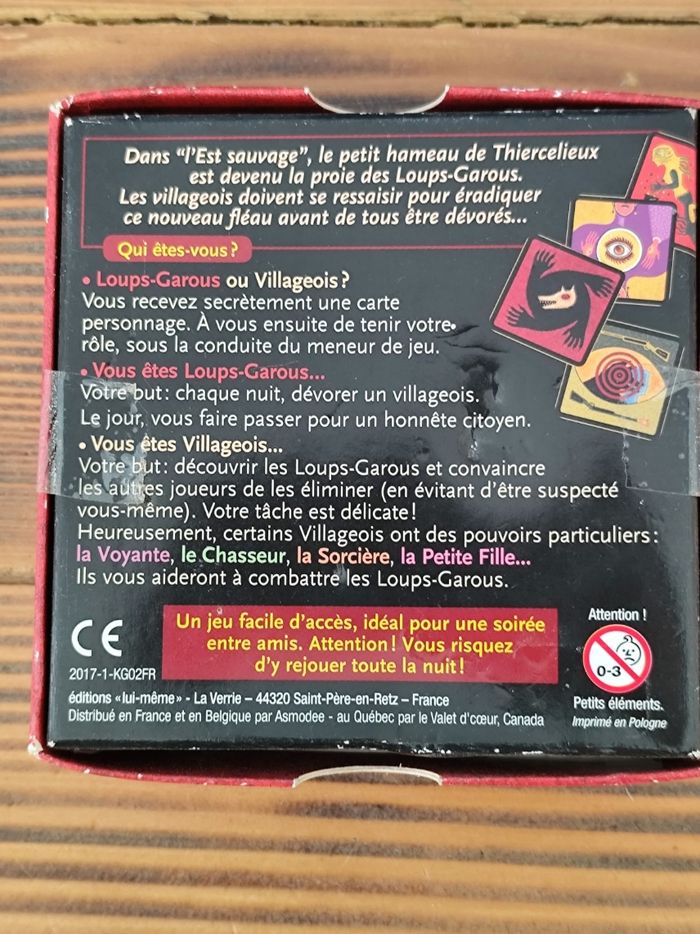 Dans "l'Est sauvage", le petit hameau de Thiercelieux
est devenu la proie des Loups-Garous.
Les villageois doivent se ressaisir pour éradiquer
ce nouveau fléau avant de tous être dévorés...
Qui êtes-vous ?
• Loups-Garous ou Villageois ?
Vous recevez secrètement une carte
personnage. À vous ensuite de tenir votre
rôle, sous la conduite du meneur de jeu.
• Vous êtes Loups-Garous...
Votre but : chaque nuit, dévorer un villageois.
Le jour, vous faire passer pour un honnête citoyen.
• Vous êtes Villageois...
Votre but : découvrir les Loups-Garous et convaincre
les autres joueurs de les éliminer (en évitant d'être suspecté
vous-même). Votre tâche est délicate !
Heureusement, certains Villageois ont des pouvoirs particuliers :
la Voyante, le Chasseur, la Sorcière, la Petite Fille...
Ils vous aideront à combattre les Loups-Garous.
CE
2017-1-KG02FR
Un jeu facile d'accès, idéal pour une soirée
entre amis. Attention ! Vous risquez
d'y rejouer toute la nuit !
Attention !
0-3
Petits éléments.
Imprimé en Pologne
éditions «lui-même» - La Verrie – 44320 Saint-Père-en-Retz – France
Distribué en France et en Belgique par Asmodee - au Québec par le Valet d'cœur, Canada